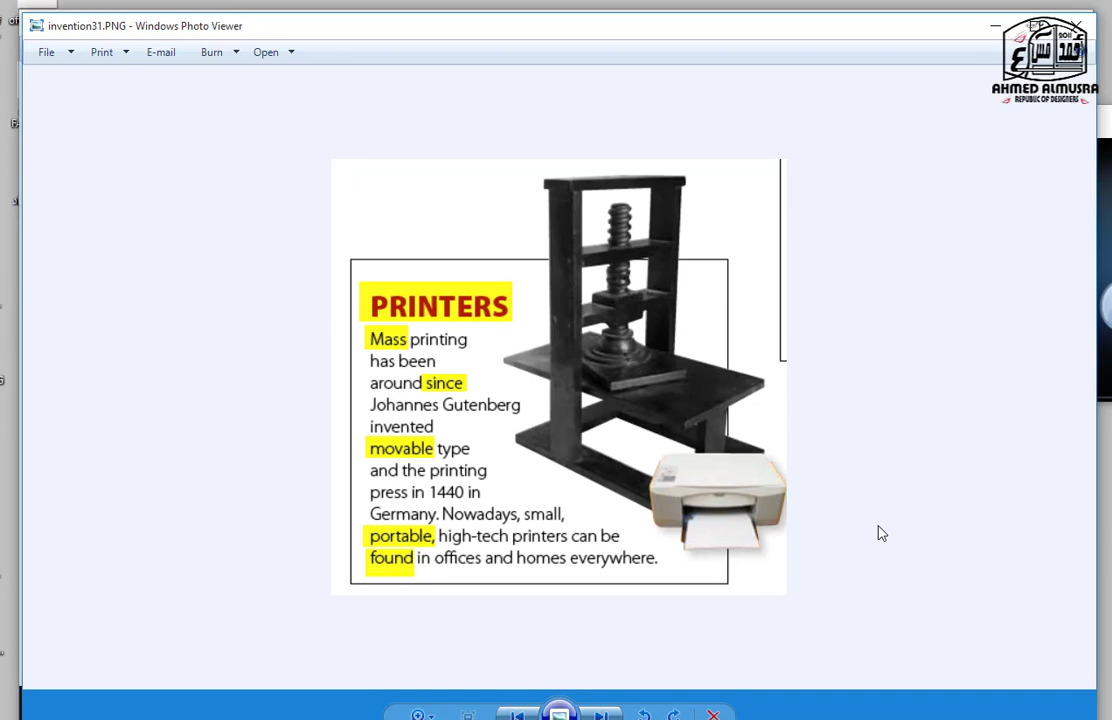 invention31.PNG - Windows Photo Viewer
File Print E-mail Burn Open
2011
أحمد
AHMED ALMUSRA
REPUBLIC OF DESIGNERS
PRINTERS
Mass printing
has been
around since
Johannes Gutenberg
invented
movable type
and the printing
press in 1440 in
Germany. Nowadays, small,
portable, high-tech printers can be
found in offices and homes everywhere.